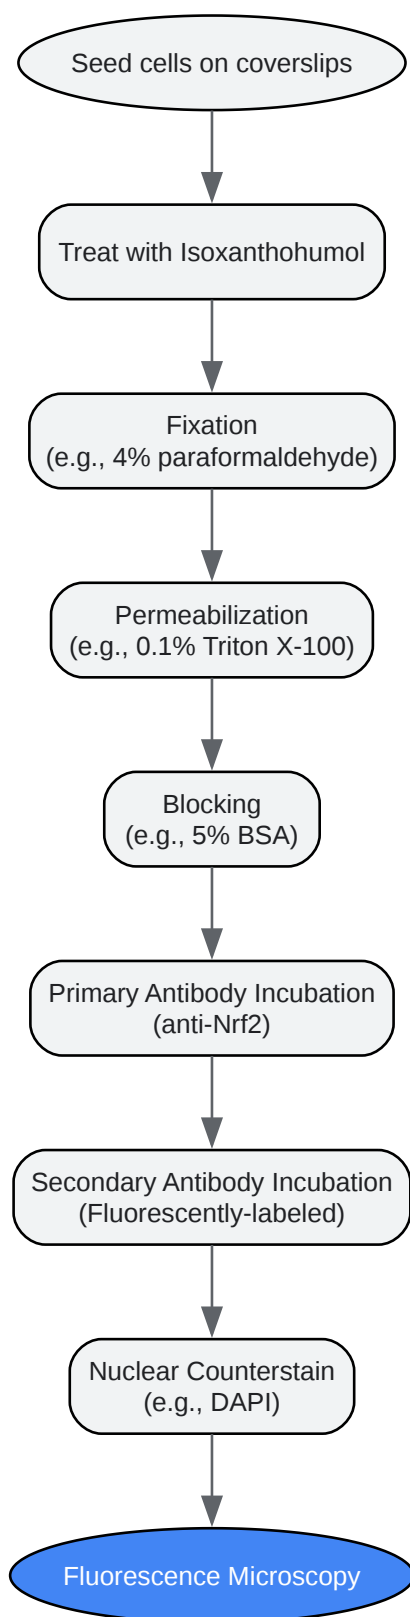 Seed cells on coverslips
Treat with Isoxanthohumol
Fixation
(e.g., 4% paraformaldehyde)
Permeabilization
(e.g., 0.1% Triton X-100)
Blocking
(e.g., 5% BSA)
Primary Antibody Incubation
(anti-Nrf2)
Secondary Antibody Incubation
(Fluorescently-labeled)
Nuclear Counterstain
(e.g., DAPI)
Fluorescence Microscopy